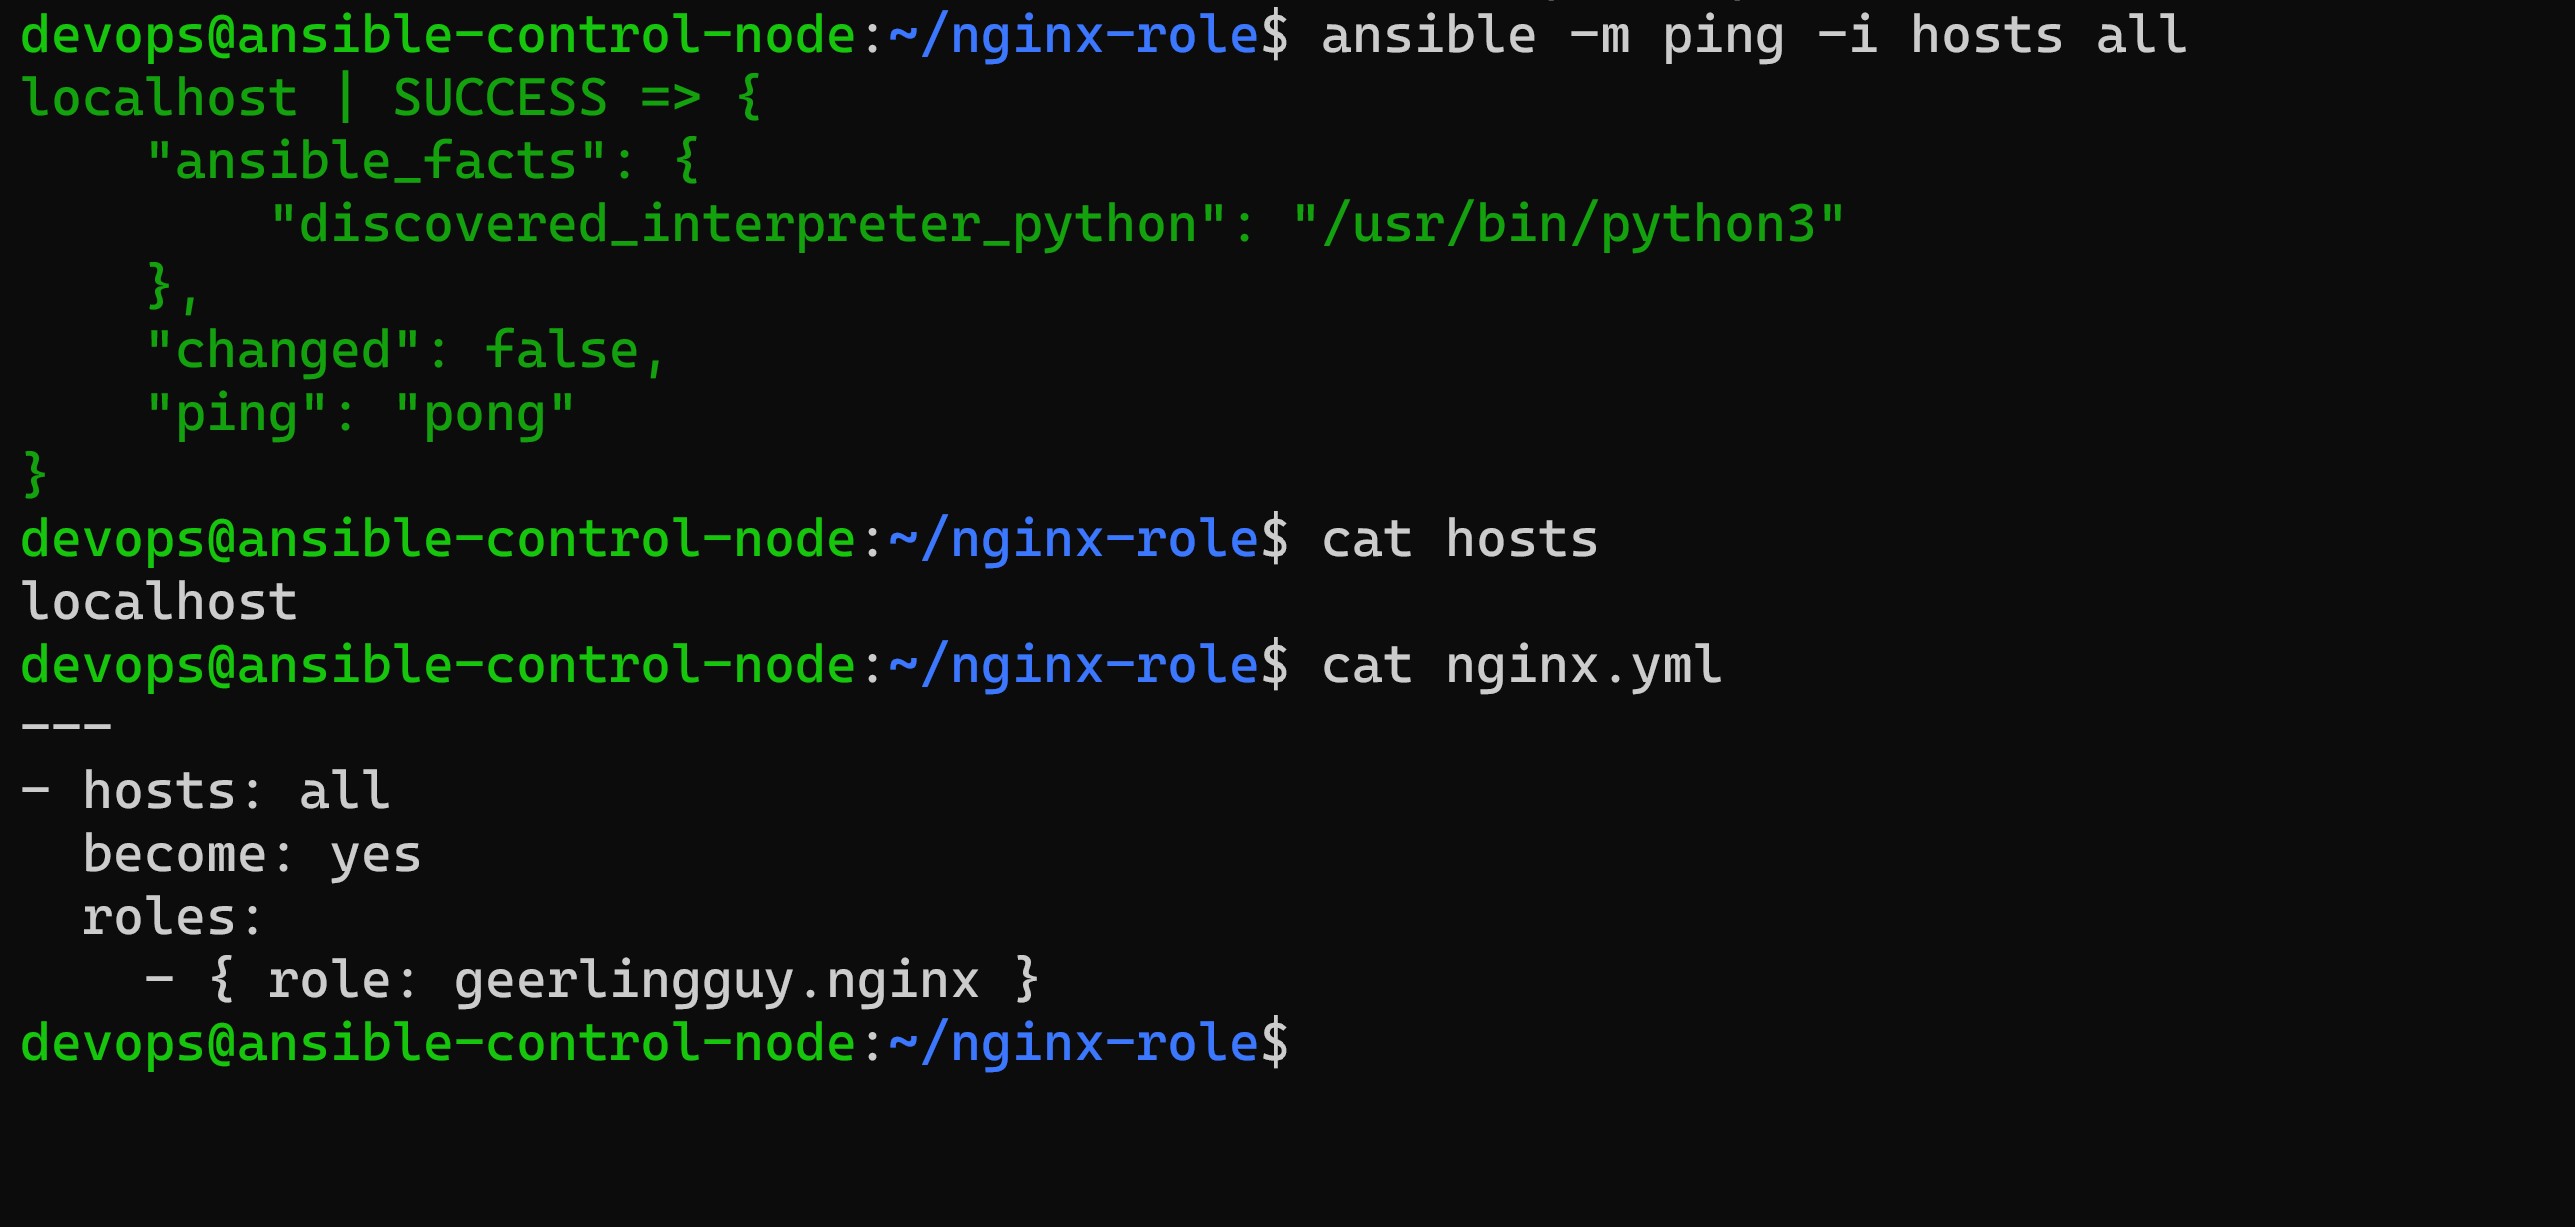 devops@ansible-control-node:~/nginx-role$ ansible -m ping -i hosts all
localhost | SUCCESS => {
    "ansible_facts": {
        "discovered_interpreter_python": "/usr/bin/python3"
    },
    "changed": false,
    "ping": "pong"
}
devops@ansible-control-node:~/nginx-role$ cat hosts
localhost
devops@ansible-control-node:~/nginx-role$ cat nginx.yml
---
- hosts: all
  become: yes
  roles:
    - { role: geerlingguy.nginx }
devops@ansible-control-node:~/nginx-role$